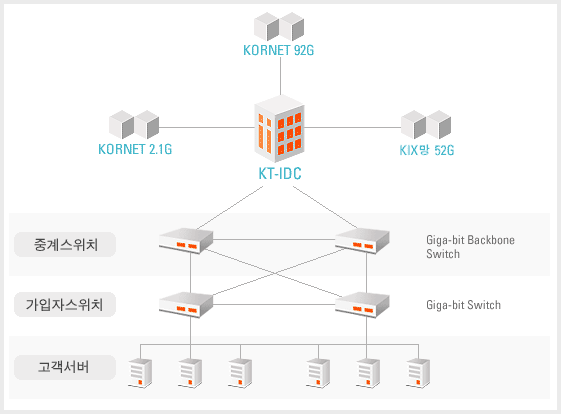 KORNET 92G
KORNET 2.1G
KIX망 52G
KT-IDC
중계스위치
Giga-bit Backbone
Switch
가입자스위치
Giga-bit Switch
고객서버